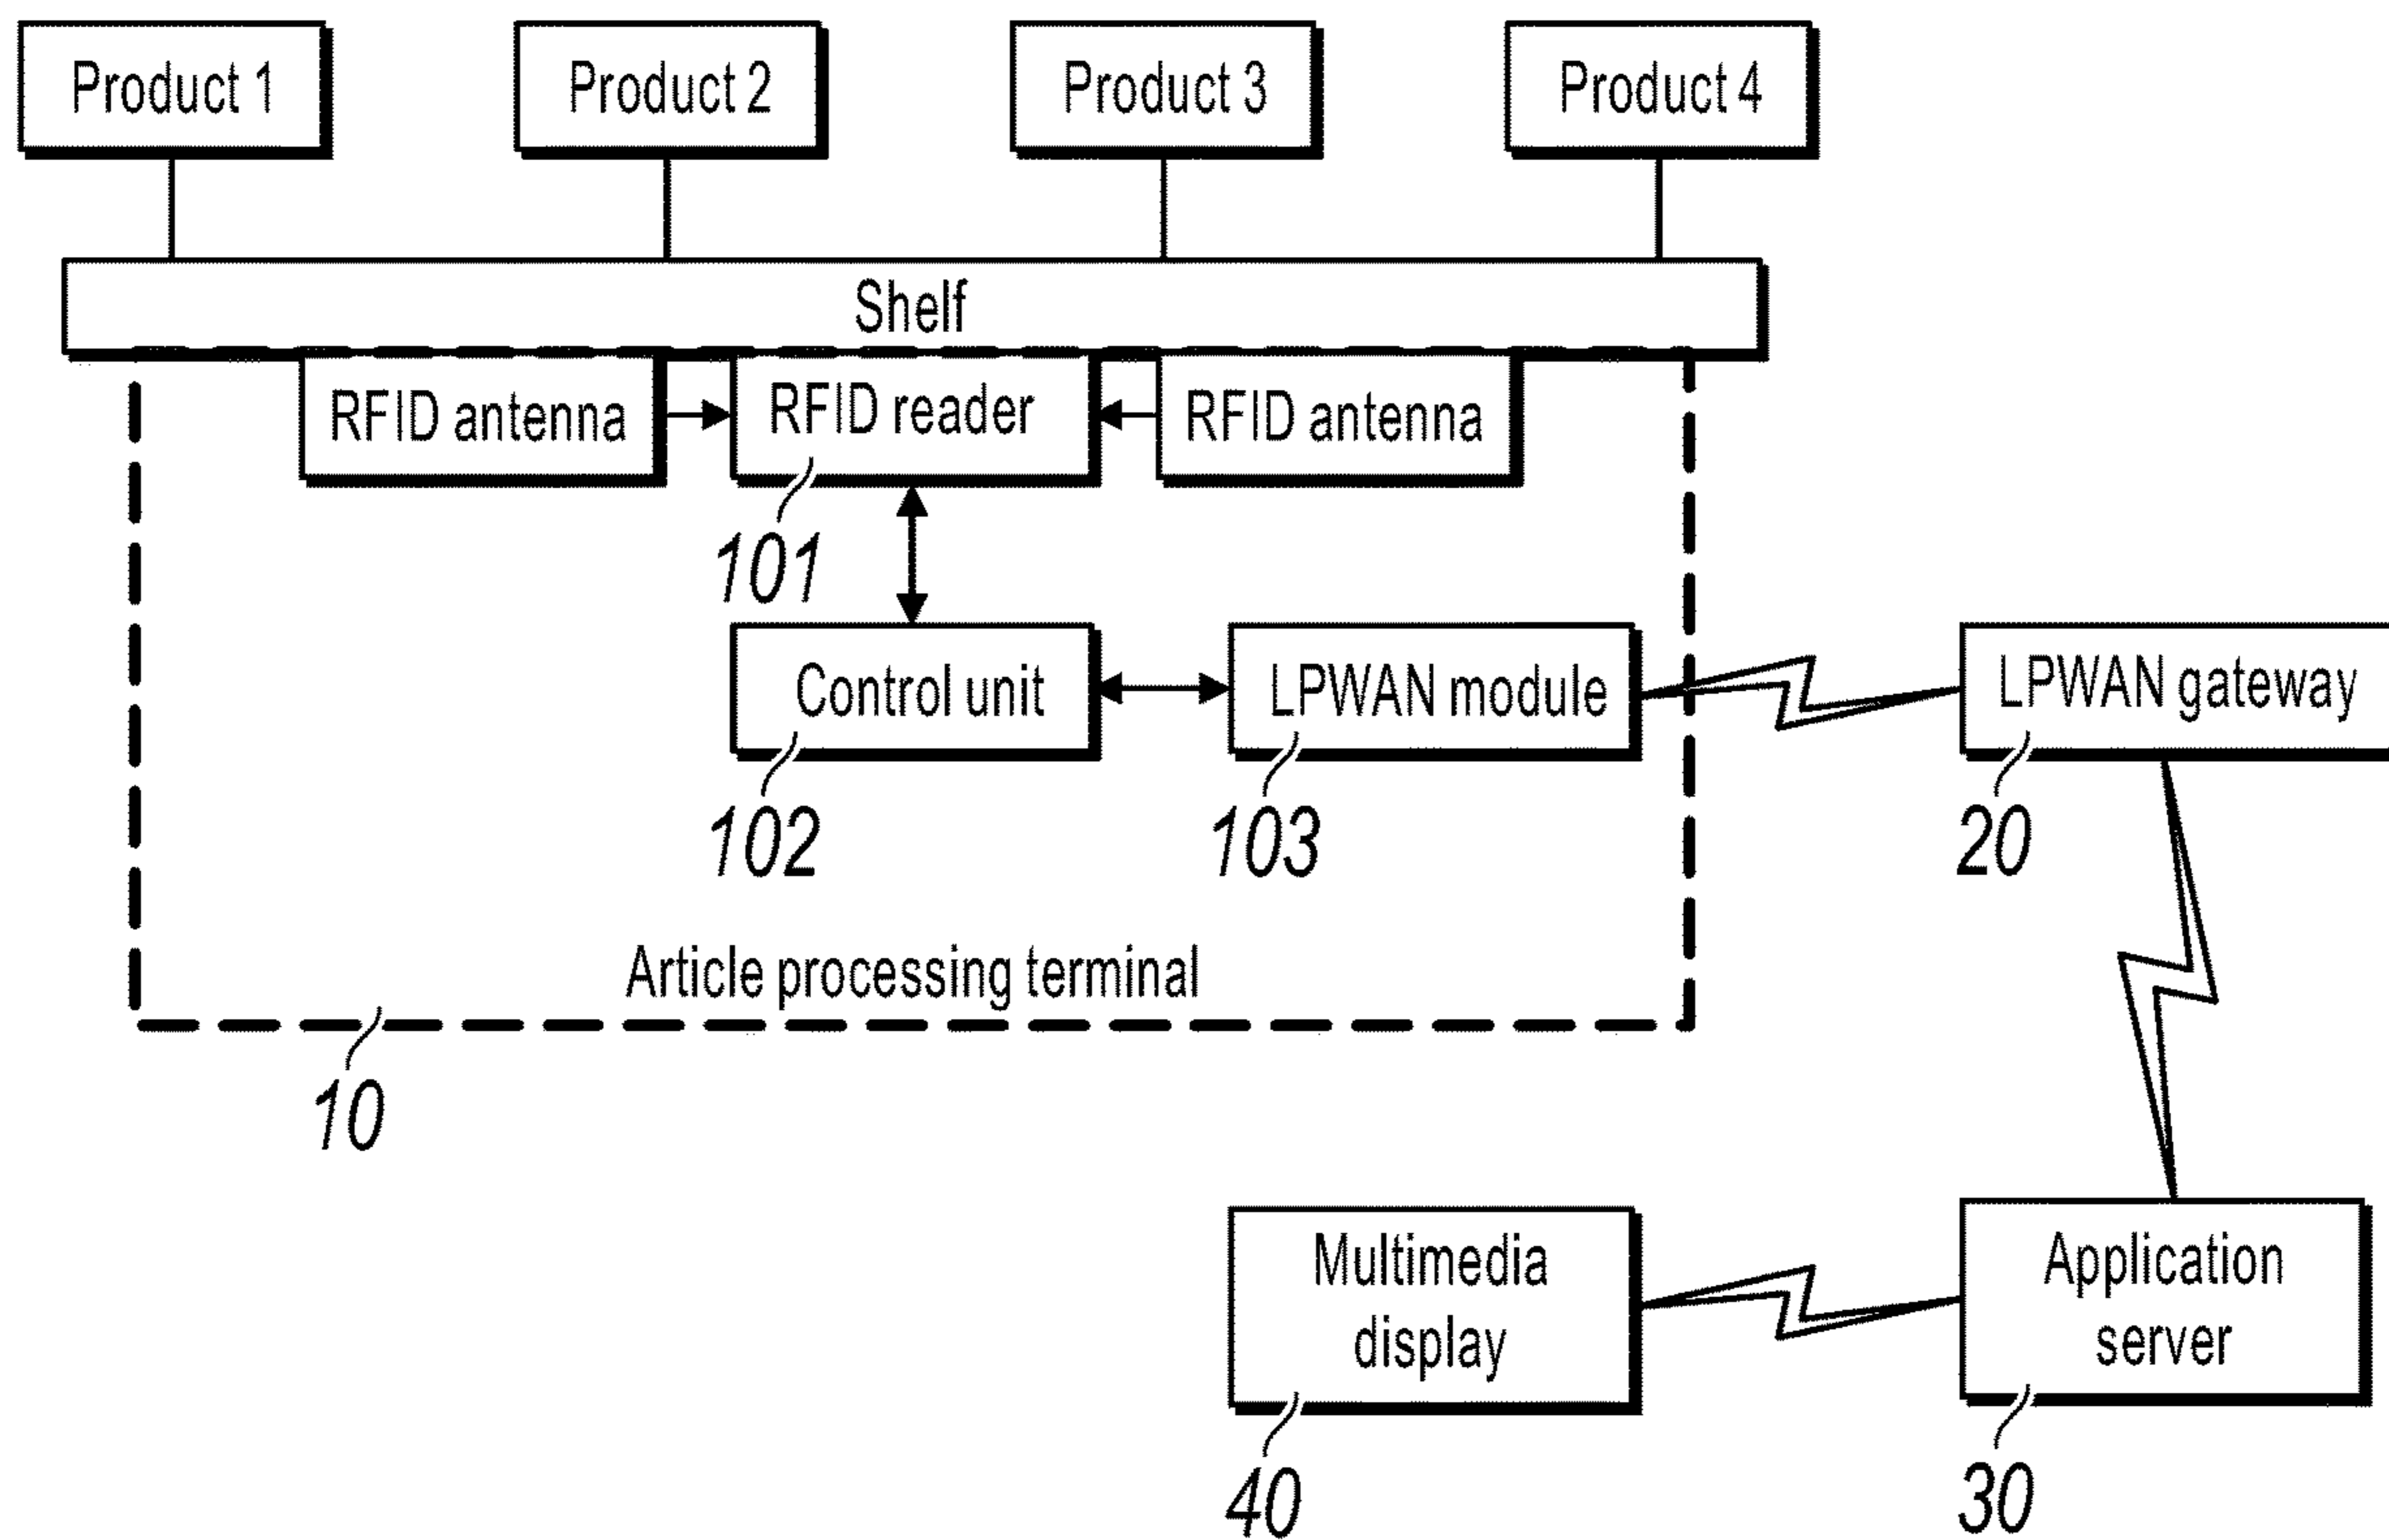 Product 1
Product 2
Product 3
Product 4
Shelf
RFID antenna
RFID reader
RFID antenna
101
Control unit
LPWAN module
LPWAN gateway
102
103
20
Article processing terminal
10
Multimedia
display
Application
server
40
30